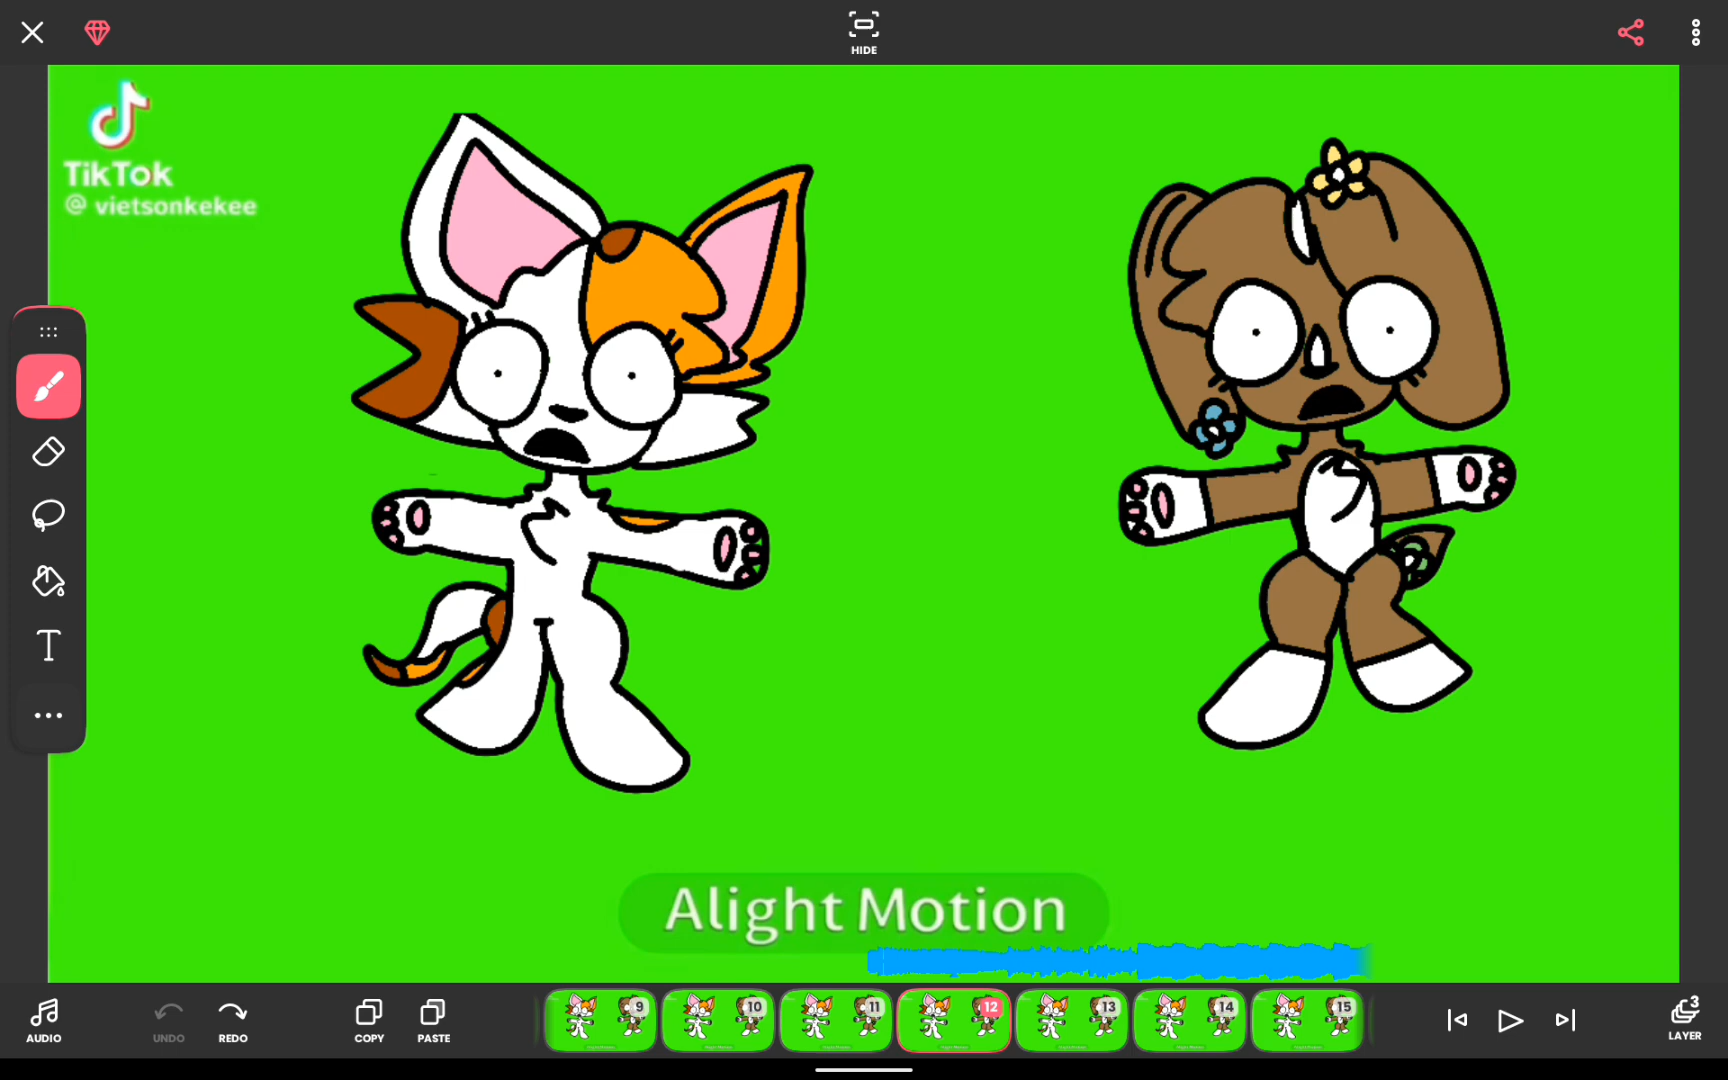 HIDE
TikTok
@ vietsonkekee
T
Alight Motion
AUDIO
UNDO
REDO
COPY
PASTE
9
10
11
12
13
14
15
3
LAYER